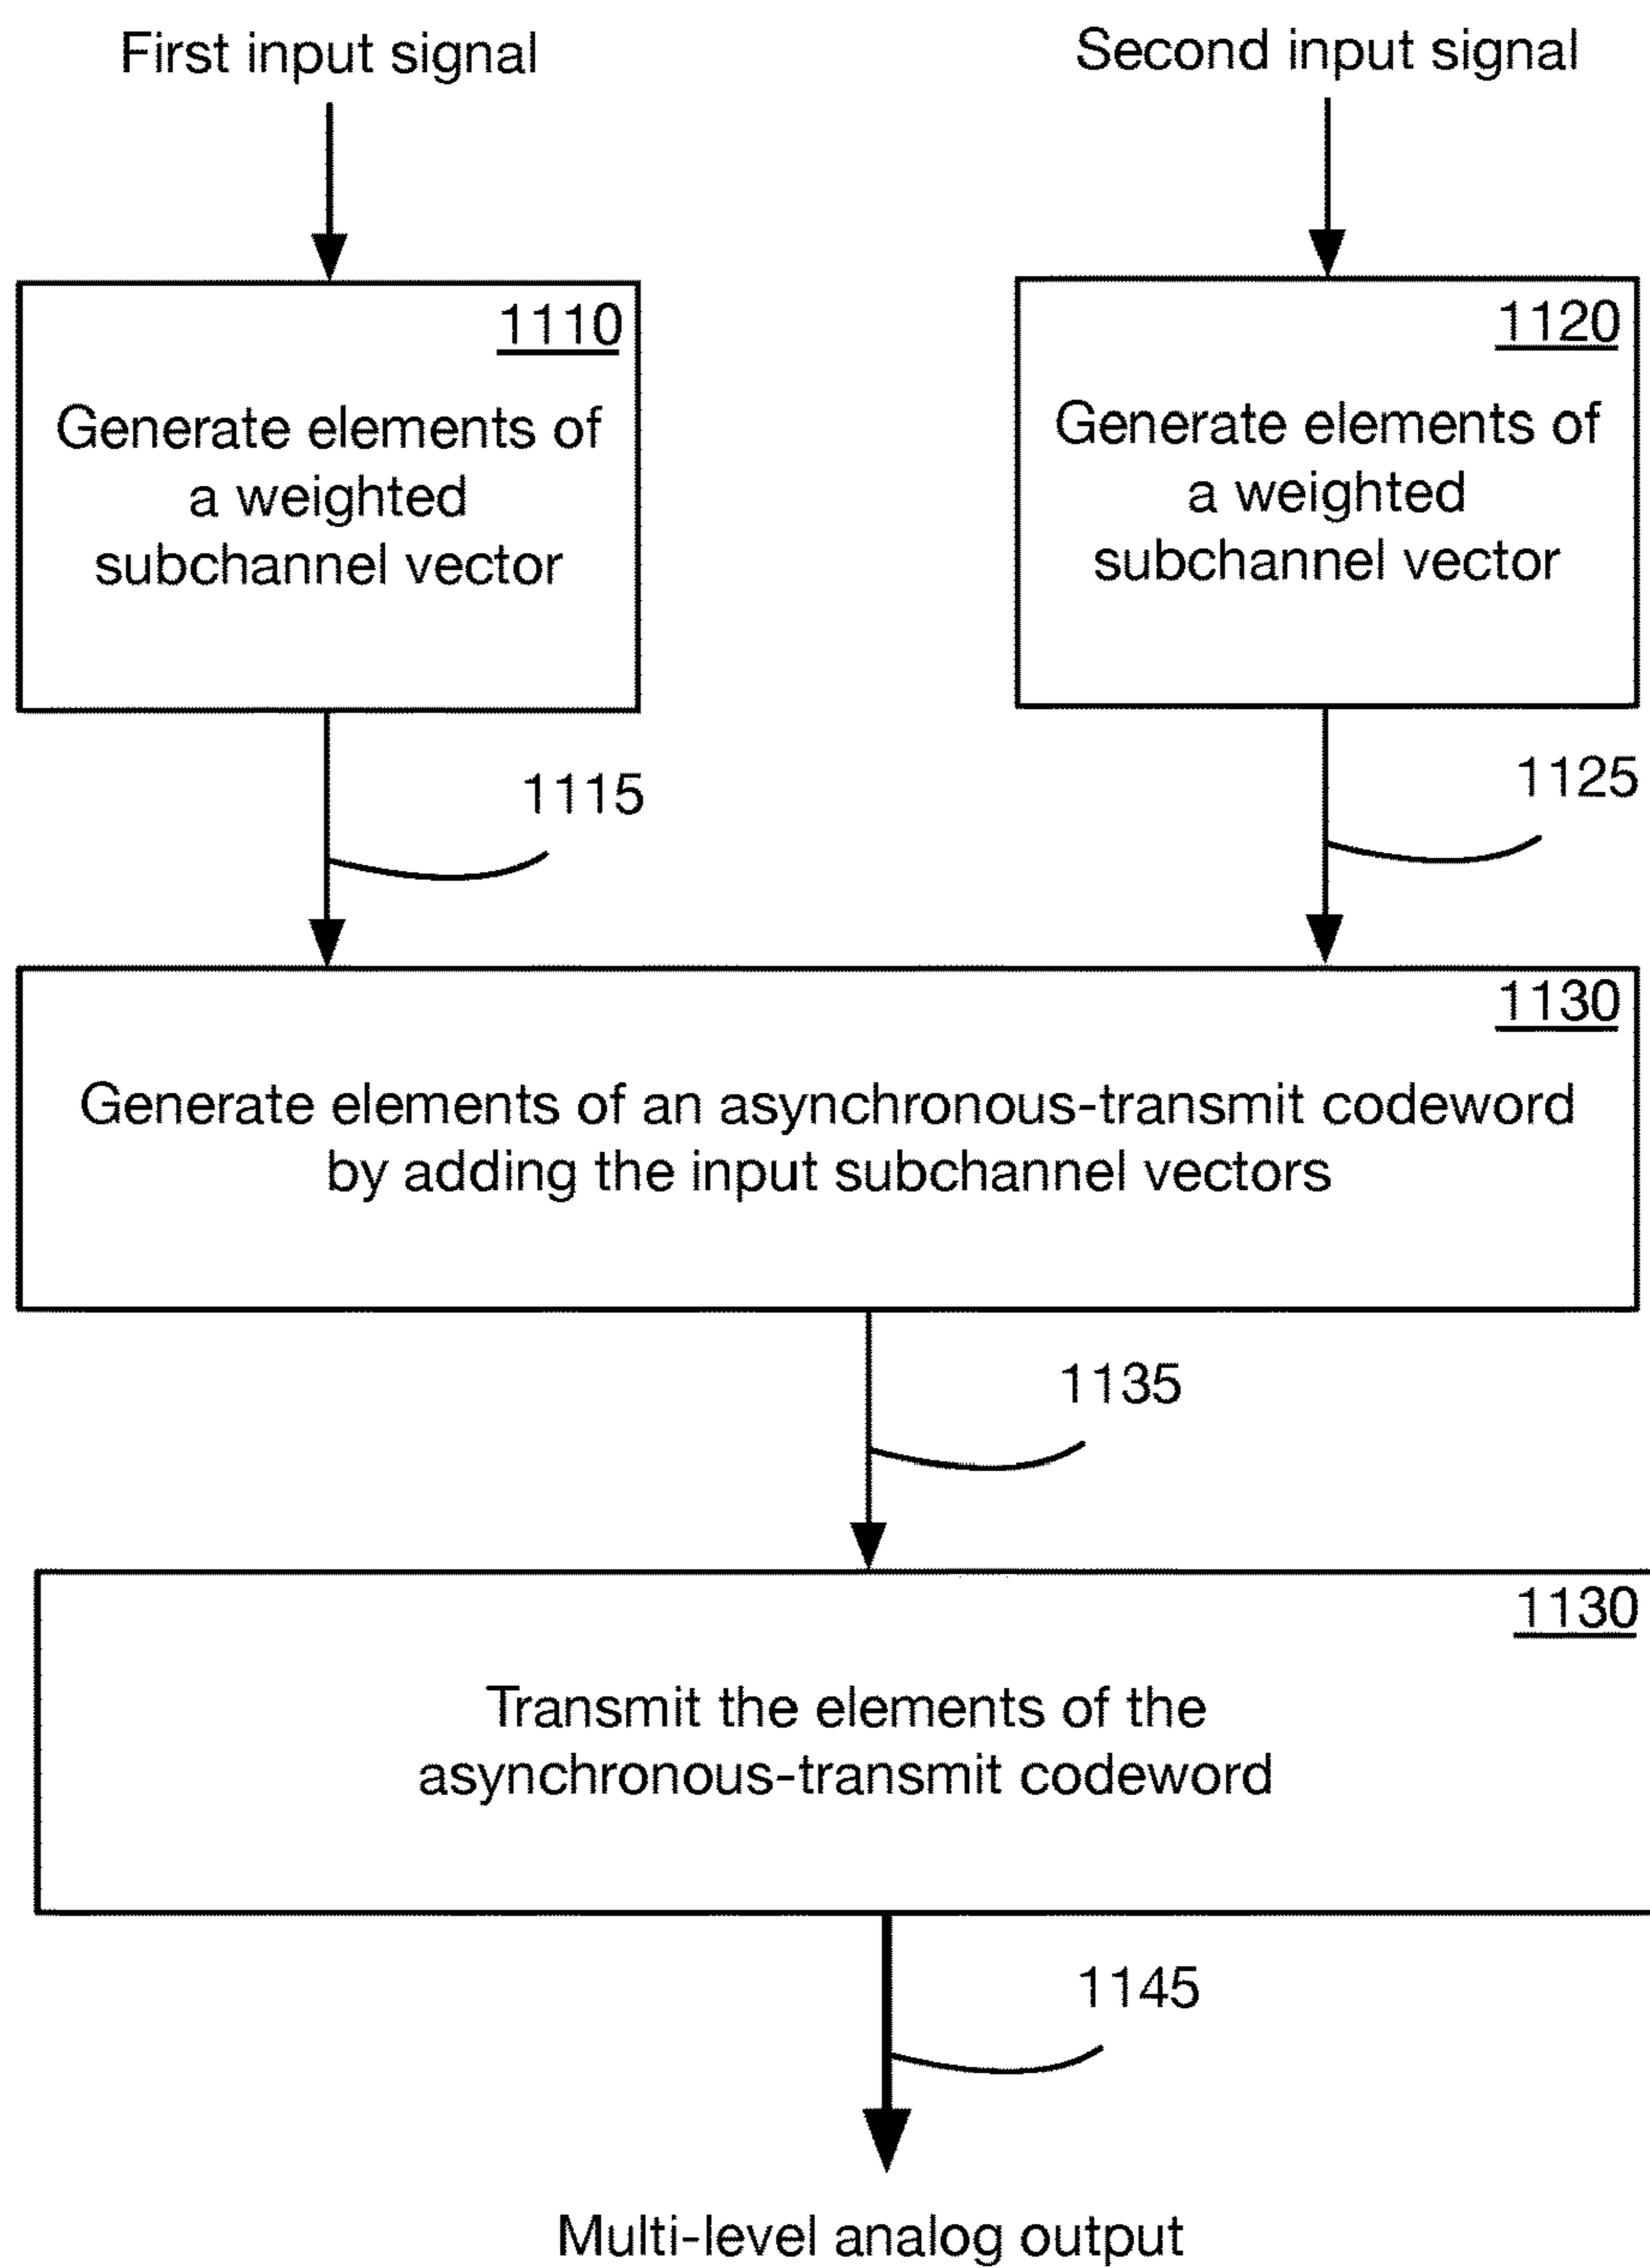 First input signal
Second input signal
1110
Generate elements of
a weighted
subchannel vector
1120
Generate elements of
a weighted
subchannel vector
1115
1125
1130
Generate elements of an asynchronous-transmit codeword
by adding the input subchannel vectors
1135
1130
Transmit the elements of the
asynchronous-transmit codeword
1145
Multi-level analog output